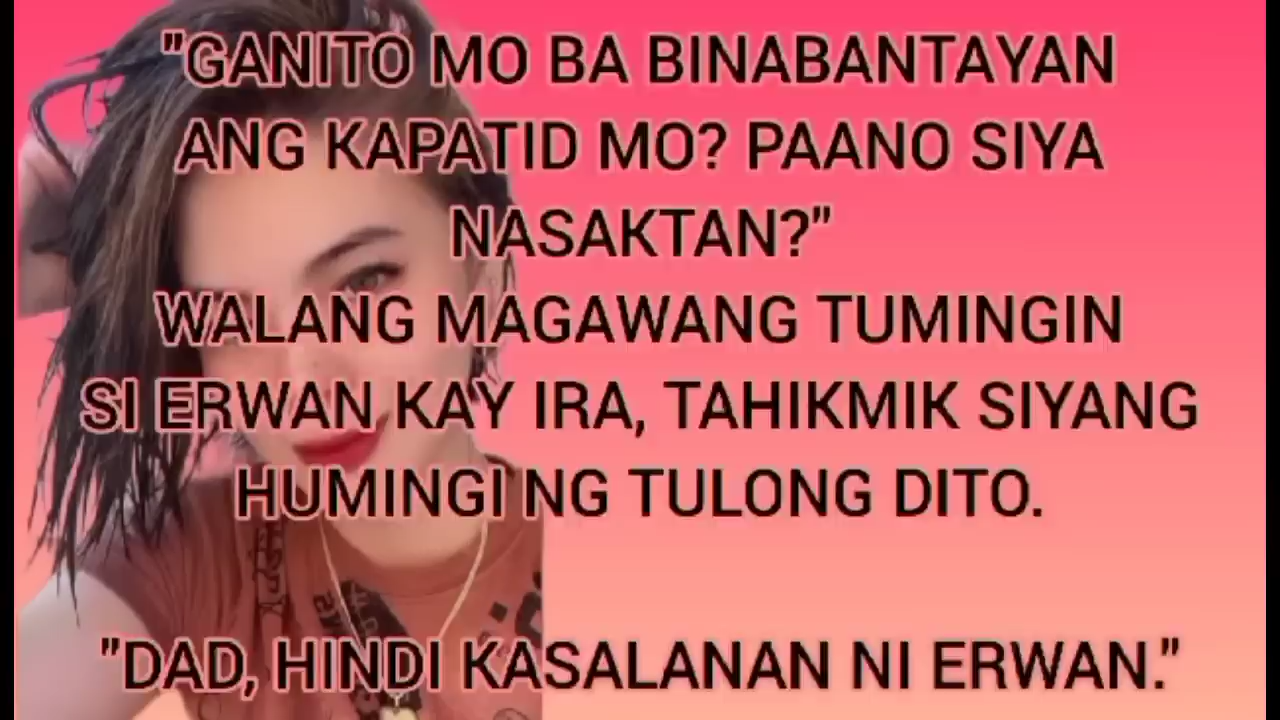 "GANITO MO BA BINABANTAYAN
ANG KAPATID MO? PAANO SIYA
NASAKTAN?"
WALANG MAGAWANG TUMINGIN
SI ERWAN KAY IRA, TAHIKMIK SIYANG
HUMINGI NG TULONG DITO.
"DAD, HINDI KASALANAN NI ERWAN."